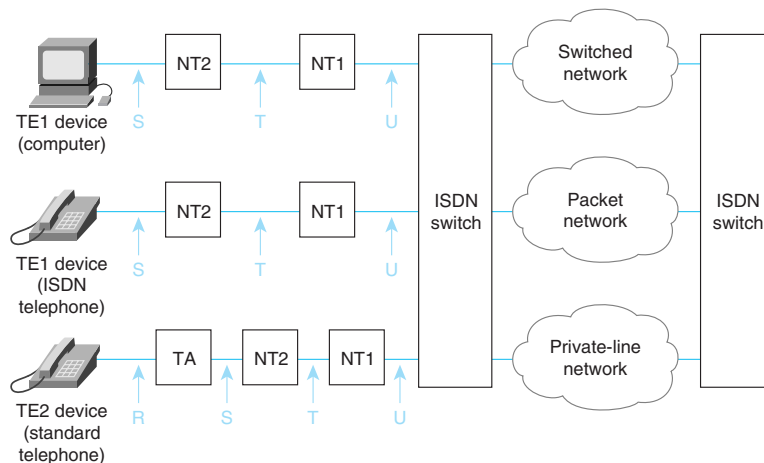 NT2
NT1
Switched
network
S
T
U
TE1 device
(computer)
ISDN
switch
ISDN
switch
NT2
NT1
Packet
network
S
T
U
TE1 device
(ISDN
telephone)
TA
NT2
NT1
Private-line
network
R
S
T
U
TE2 device
(standard
telephone)